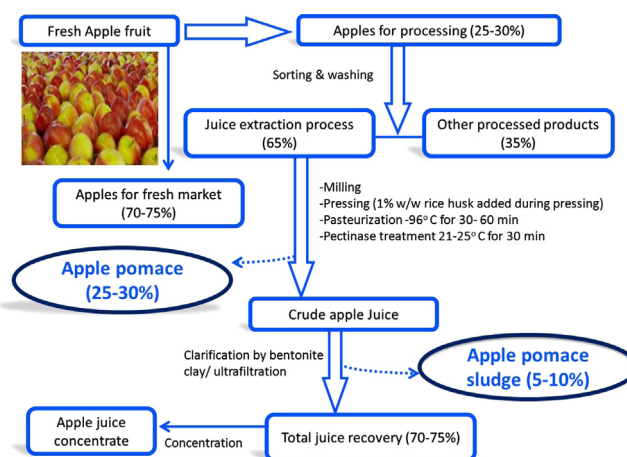 Fresh Apple fruit
Apples for processing (25-30%)
Sorting & washing
Juice extraction process
(65%)
Other processed products
(35%)
Apples for fresh market
(70-75%)
-Milling
-Pressing (1% w/w rice husk added during pressing)
-Pasteurization -96° C for 30- 60 min
-Pectinase treatment 21-25° C for 30 min
Apple pomace
(25-30%)
Crude apple Juice
Clarification by bentonite
clay/ ultrafiltration
Apple pomace
sludge (5-10%)
Apple juice
concentrate
Concentration
Total juice recovery (70-75%)